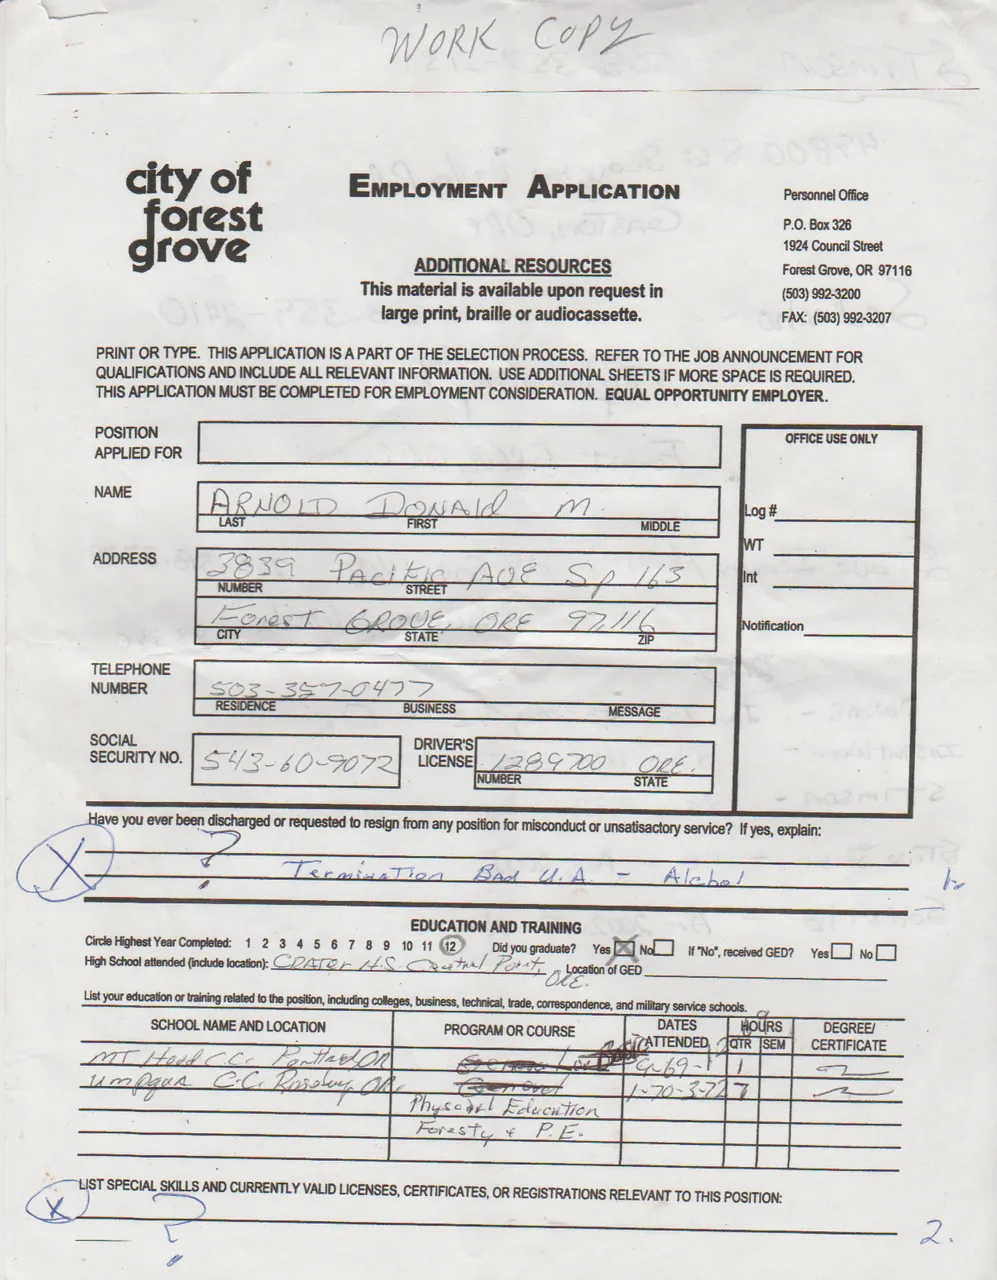 WORK COPY
city of
forest
grove
EMPLOYMENT APPLICATION
ADDITIONAL RESOURCES
This material is available upon request in
large print, braille or audiocassette.
Personnel Office
P.O. Box 326
1924 Council Street
Forest Grove, OR 97116
(503) 992-3200
FAX: (503) 992-3207
PRINT OR TYPE. THIS APPLICATION IS A PART OF THE SELECTION PROCESS. REFER TO THE JOB ANNOUNCEMENT FOR
QUALIFICATIONS AND INCLUDE ALL RELEVANT INFORMATION. USE ADDITIONAL SHEETS IF MORE SPACE IS REQUIRED.
THIS APPLICATION MUST BE COMPLETED FOR EMPLOYMENT CONSIDERATION. EQUAL OPPORTUNITY EMPLOYER.
POSITION
APPLIED FOR
OFFICE USE ONLY
Log #
WT
Int
Notification
NAME
ARNOLD DONALD M.
LAST FIRST MIDDLE
ADDRESS
3839 PACIFIC AVE Sp 163
NUMBER STREET
Forest GROVE, ORE 97116
CITY STATE ZIP
TELEPHONE
NUMBER
503-357-0477
RESIDENCE BUSINESS MESSAGE
SOCIAL
SECURITY NO.
543-60-9072
DRIVER'S
LICENSE
1289700 ORE.
NUMBER STATE
Have you ever been discharged or requested to resign from any position for misconduct or unsatisactory service? If yes, explain:
X ?
Termination Bad U.A. - Alcohol
1.
EDUCATION AND TRAINING
Circle Highest Year Completed: 1 2 3 4 5 6 7 8 9 10 11 12 Did you graduate? Yes X No If "No", received GED? Yes No
High School attended (include location): CRATER H.S. Central Point, ORE. Location of GED
List your education or training related to the position, including colleges, business, technical, trade, correspondence, and military service schools.
SCHOOL NAME AND LOCATION PROGRAM OR COURSE DATES ATTENDED HOURS QTR SEM DEGREE/ CERTIFICATE
MT Hood C.C. Portland OR 9-69-1 1
Umpqua C.C. Roseburg, OR. 1-70-3-72 7
Physical Education
Foresty + P.E.
LIST SPECIAL SKILLS AND CURRENTLY VALID LICENSES, CERTIFICATES, OR REGISTRATIONS RELEVANT TO THIS POSITION:
X ?
2.